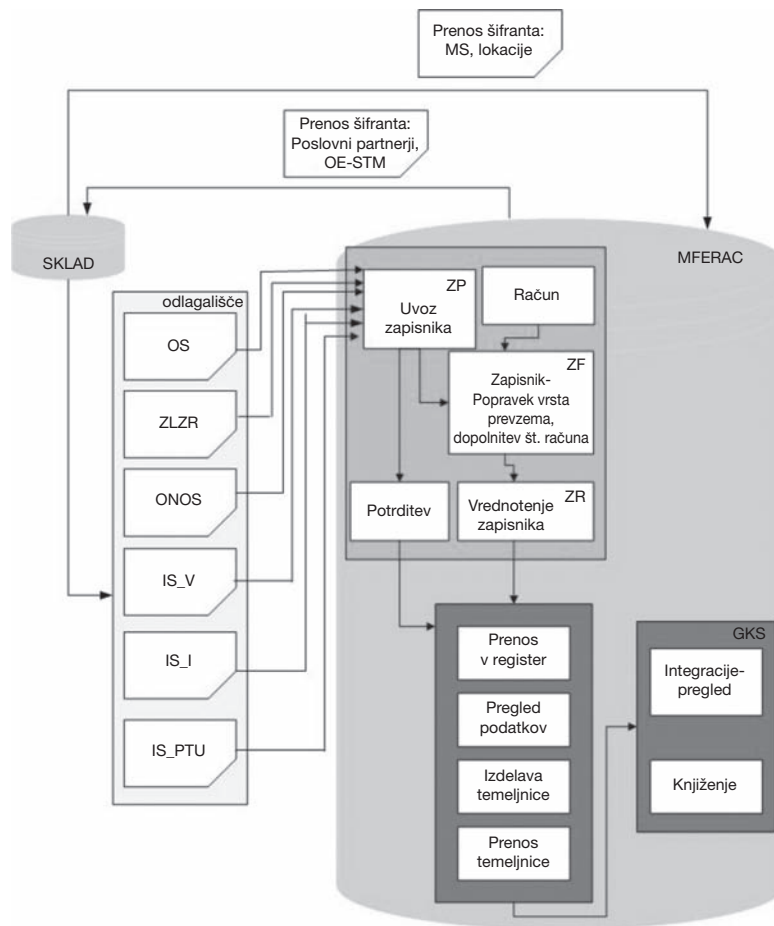 Prenos šifranta:
MS, lokacije
Prenos šifranta:
Poslovni partnerji,
OE-STM
SKLAD
MFERAC
odlagališče
OS
ZLZR
ONOS
IS_V
IS_I
IS_PTU
ZP
Uvoz
zapisnika
Račun
ZF
Zapisnik-
Popravek vrsta
prevzema,
dopolnitev št. računa
Potrditev
ZR
Vrednotenje
zapisnika
Prenos
v register
Pregled
podatkov
Izdelava
temeljnice
Prenos
temeljnice
GKS
Integracije-
pregled
Knjiženje